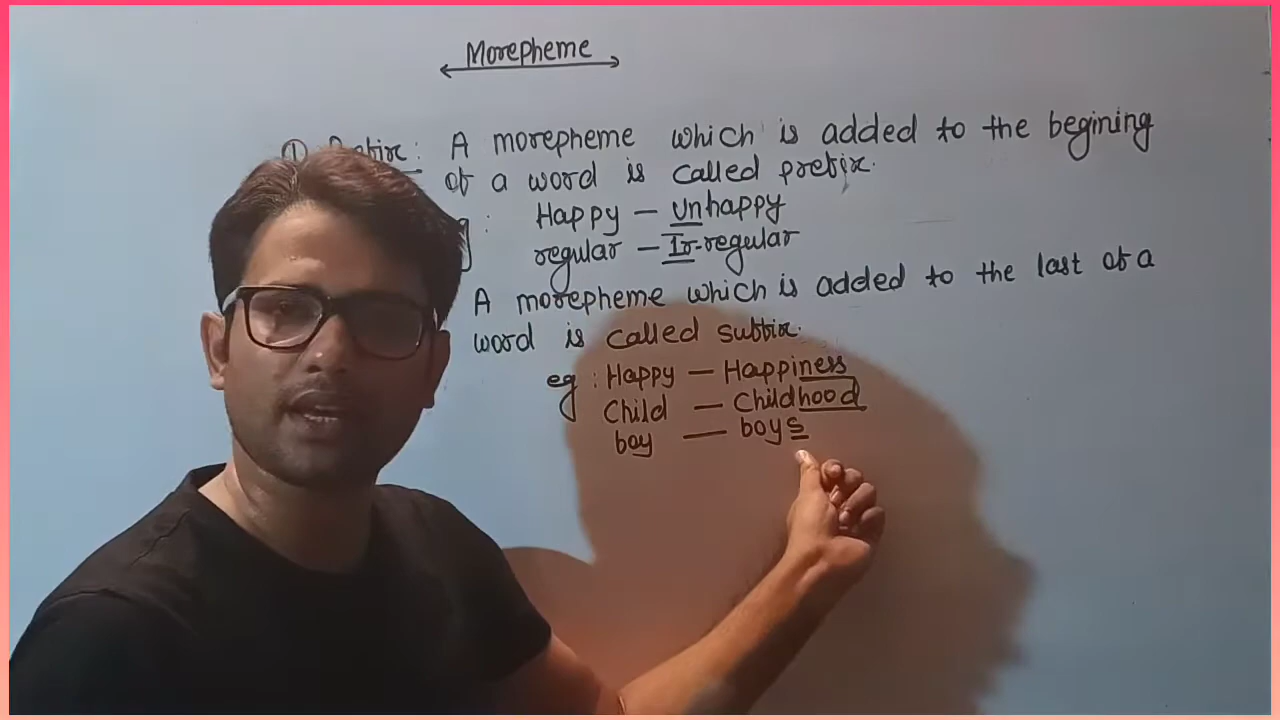 Morepheme
① Prefix: A morepheme which is added to the begining
of a word is called prefix.
g: Happy – Unhappy
regular – Ir-regular
A morepheme which is added to the last of a
word is called suffix.
eg: Happy – Happiness
Child – Childhood
boy – boys